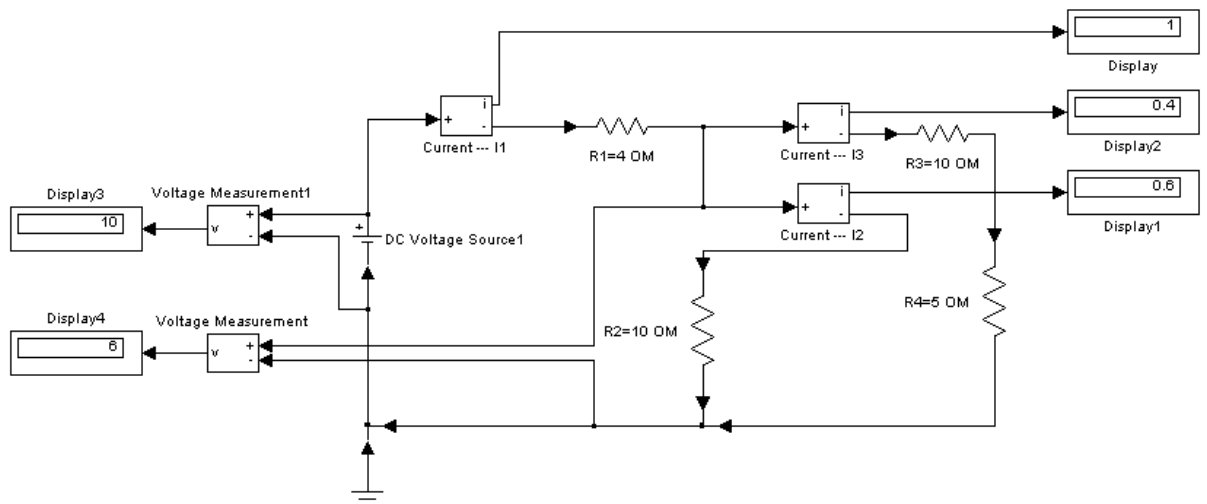 1
Display
i
+
-
Current --- I1
R1=4 OM
i
+
-
Current --- I3
R3=10 OM
0.4
Display2
Display3
10
Voltage Measurement1
v
+
-
+
DC Voltage Source1
i
+
-
Current --- I2
0.6
Display1
R2=10 OM
R4=5 OM
Display4
6
Voltage Measurement
v
+
-